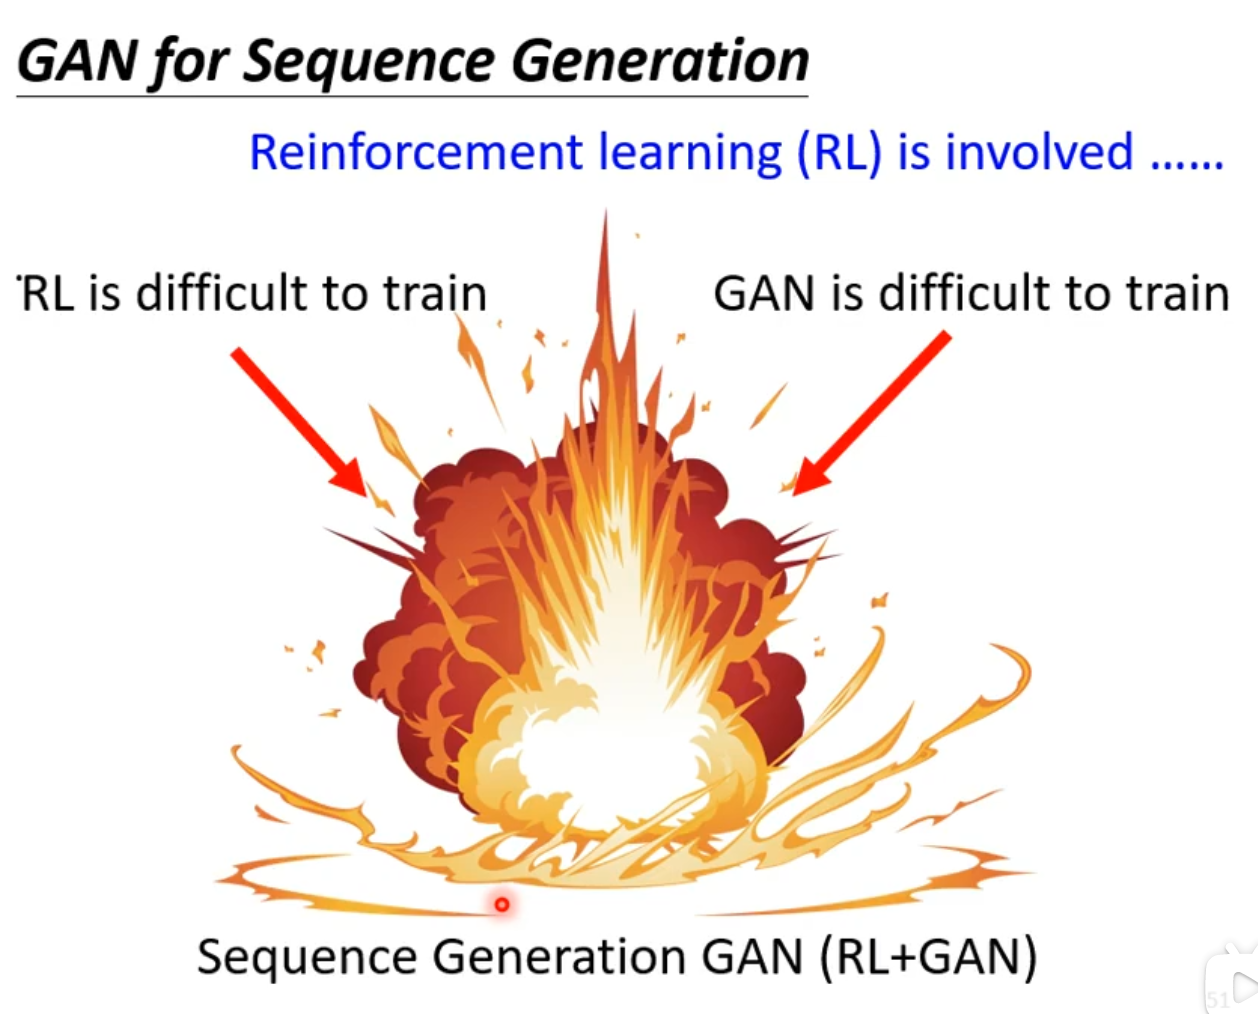 GAN for Sequence Generation
Reinforcement learning (RL) is involved ……
RL is difficult to train
GAN is difficult to train
Sequence Generation GAN (RL+GAN)
51